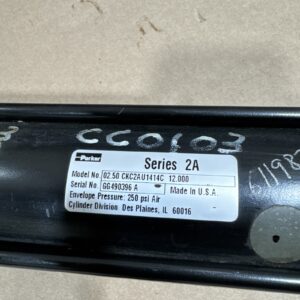 CC0103
Parker
Series 2A
Model No. 02.50 CKC2AU1414C 12.000
Serial No. GG490396 A Made in U.S.A.
Envelope Pressure: 250 psi Air
Cylinder Division Des Plaines, IL 60016